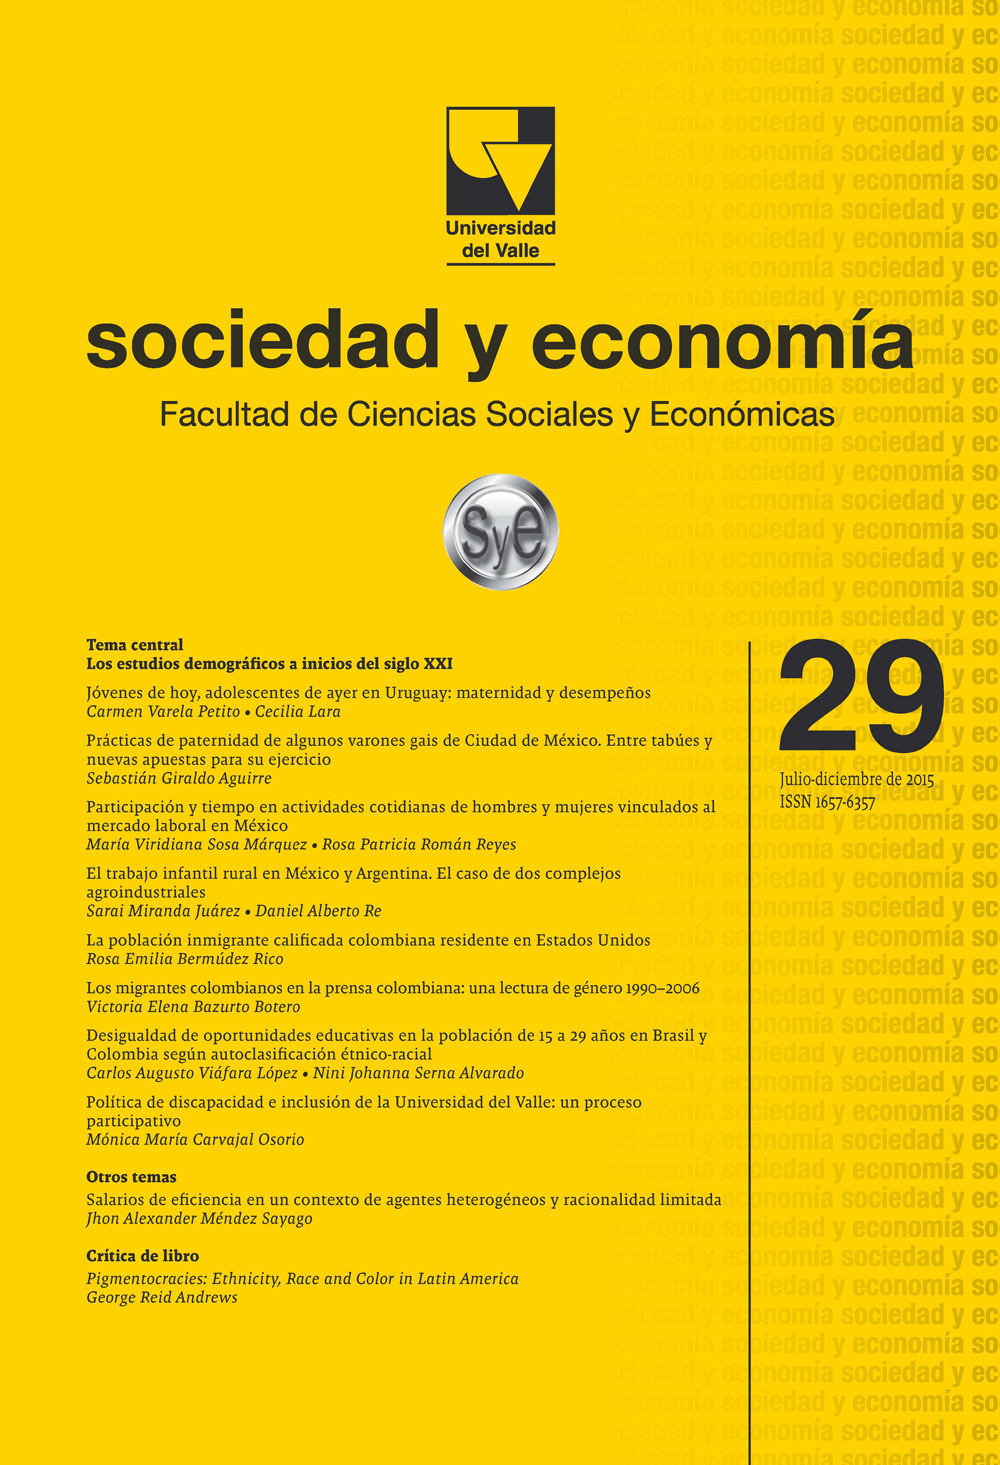 Universidad
del Valle
sociedad y economía
Facultad de Ciencias Sociales y Económicas
sye
Tema central
Los estudios demográficos a inicios del siglo XXI
Jóvenes de hoy, adolescentes de ayer en Uruguay: maternidad y desempeños
Carmen Varela Petito • Cecilia Lara
Prácticas de paternidad de algunos varones gais de Ciudad de México. Entre tabúes y
nuevas apuestas para su ejercicio
Sebastián Giraldo Aguirre
Participación y tiempo en actividades cotidianas de hombres y mujeres vinculados al
mercado laboral en México
María Viridiana Sosa Márquez • Rosa Patricia Román Reyes
El trabajo infantil rural en México y Argentina. El caso de dos complejos
agroindustriales
Sarai Miranda Juárez • Daniel Alberto Re
La población inmigrante calificada colombiana residente en Estados Unidos
Rosa Emilia Bermúdez Rico
Los migrantes colombianos en la prensa colombiana: una lectura de género 1990–2006
Victoria Elena Bazurto Botero
Desigualdad de oportunidades educativas en la población de 15 a 29 años en Brasil y
Colombia según autoclasificación étnico-racial
Carlos Augusto Viáfara López • Nini Johanna Serna Alvarado
Política de discapacidad e inclusión de la Universidad del Valle: un proceso
participativo
Mónica María Carvajal Osorio
Otros temas
Salarios de eficiencia en un contexto de agentes heterogéneos y racionalidad limitada
Jhon Alexander Méndez Sayago
Crítica de libro
Pigmentocracies: Ethnicity, Race and Color in Latin America
George Reid Andrews
29
Julio-diciembre de 2015
ISSN 1657-6357